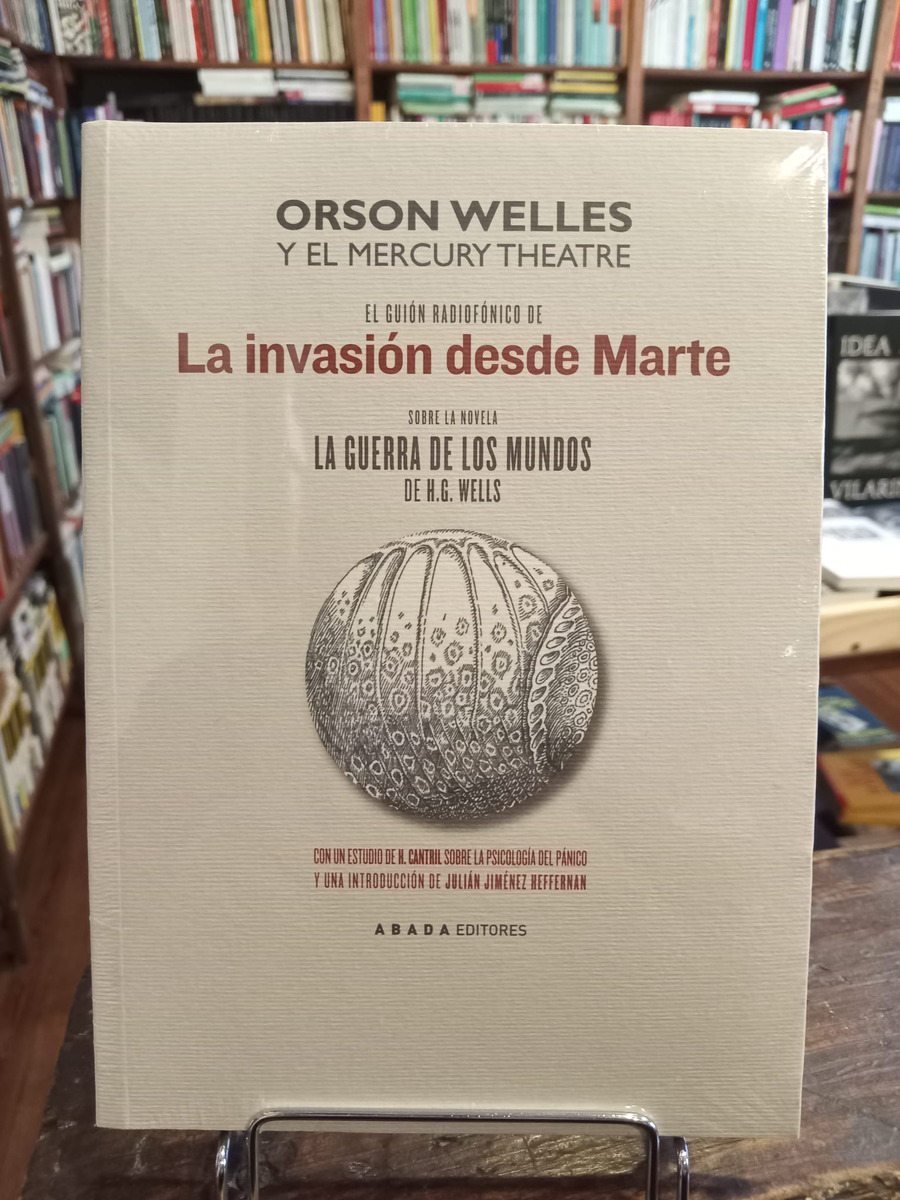 ORSON WELLES
Y EL MERCURY THEATRE
EL GUIÓN RADIOFÓNICO DE
La invasión desde Marte
SOBRE LA NOVELA
LA GUERRA DE LOS MUNDOS
DE H.G. WELLS
CON UN ESTUDIO DE H. CANTRIL SOBRE LA PSICOLOGÍA DEL PÁNICO
Y UNA INTRODUCCIÓN DE JULIÁN JIMÉNEZ HEFFERNAN
ABADA EDITORES
IDEA